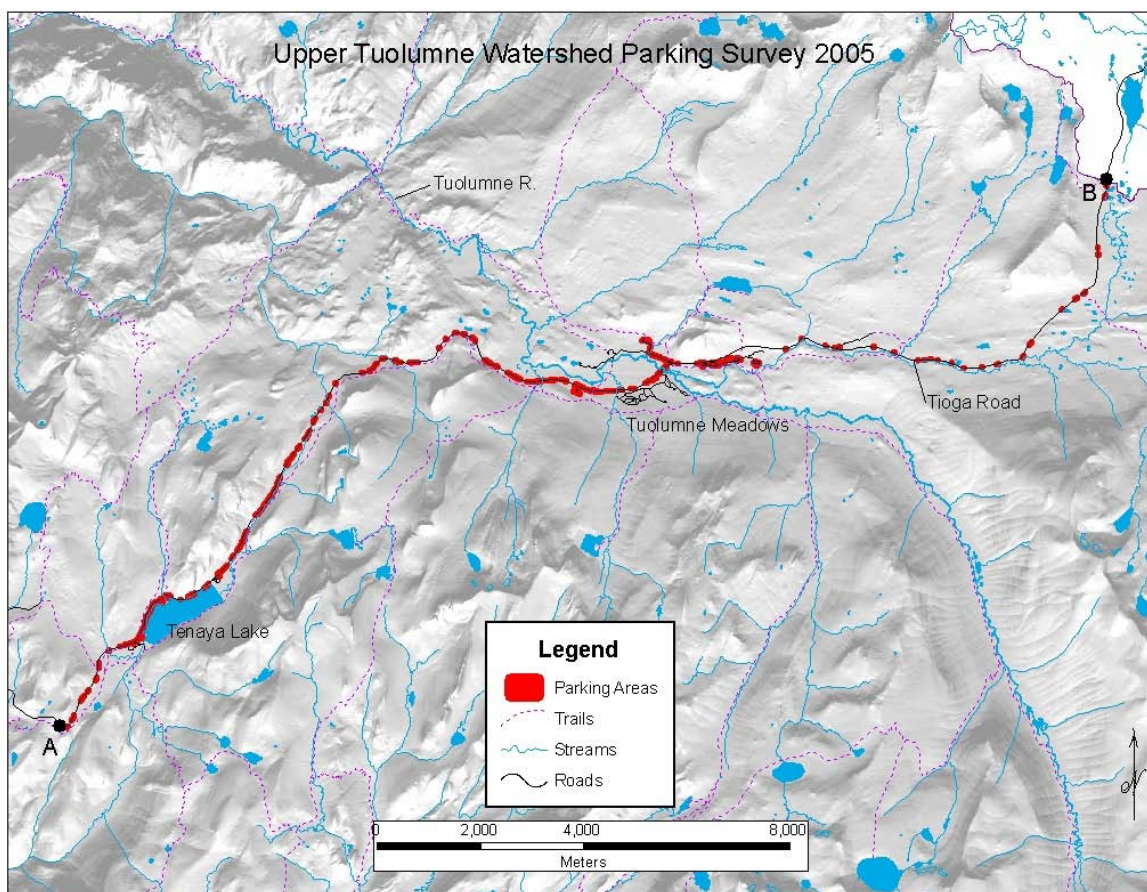 Upper Tuolumne Watershed Parking Survey 2005
Tuolumne R.
B
Tioga Road
Tuolumne Meadows
Tenaya Lake
A
Legend
Parking Areas
Trails
Streams
Roads
N
0 2,000 4,000 8,000
Meters